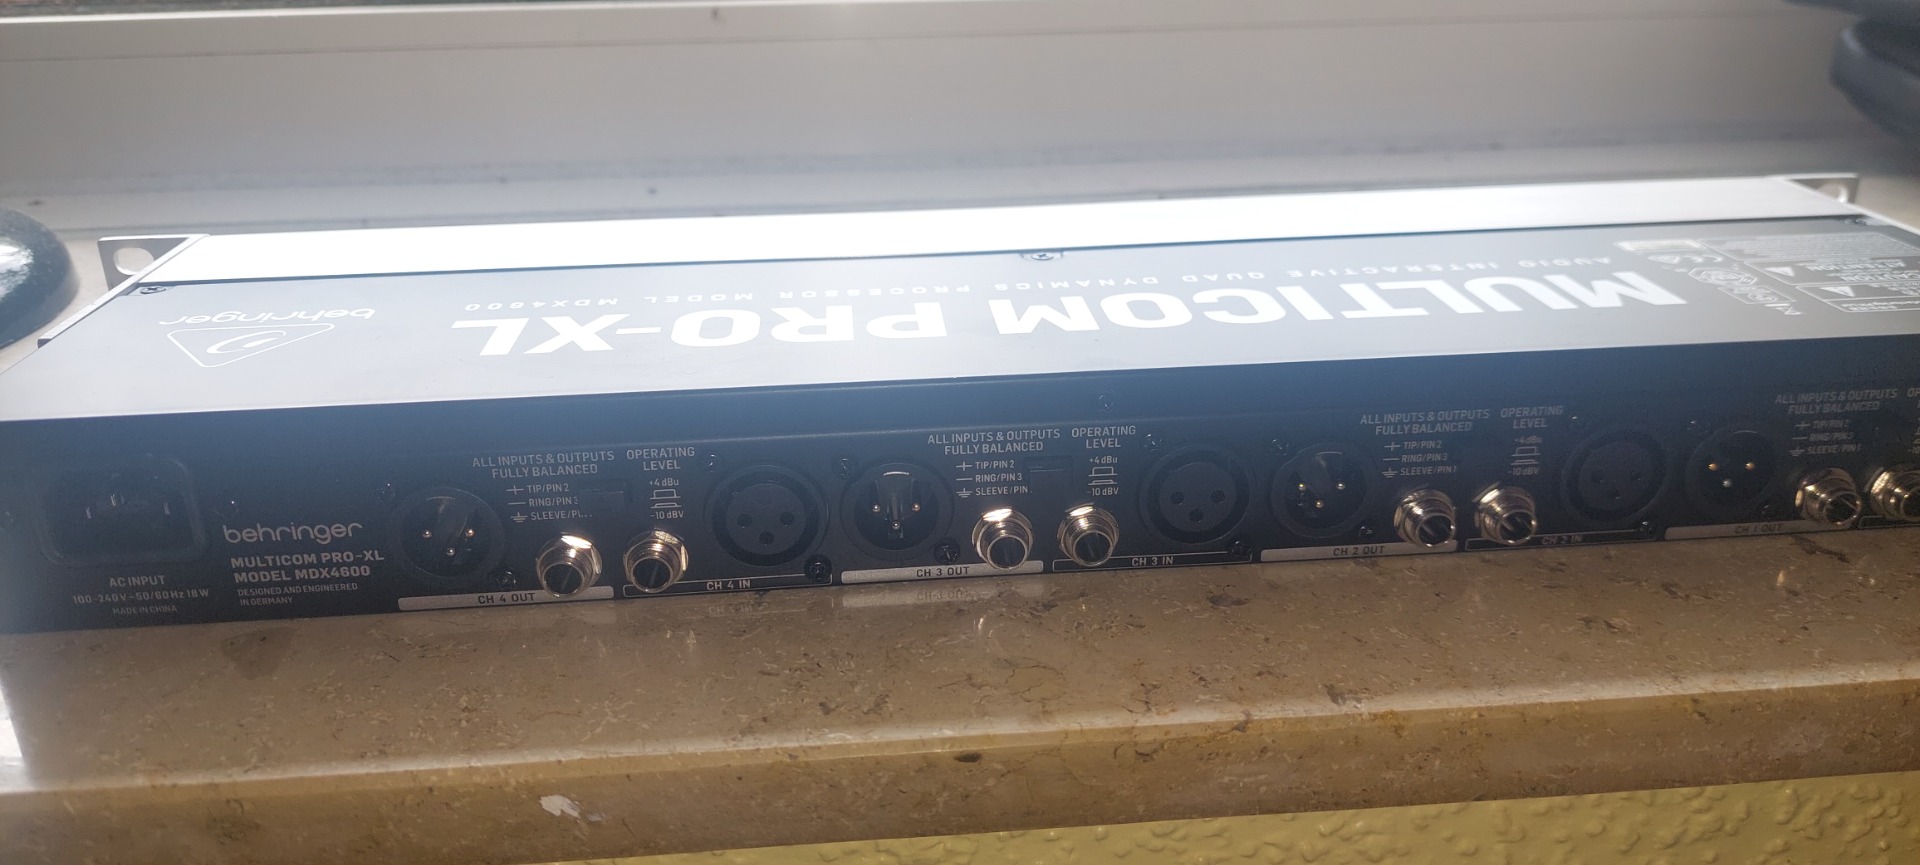 MULTICOM PRO-XL
AUDIO INTERACTIVE QUAD DYNAMICS PROCESSOR MODEL MDX4600
behringer
AC INPUT
100-240V~50/60Hz 18W
MADE IN CHINA
behringer
MULTICOM PRO-XL
MODEL MDX4600
DESIGNED AND ENGINEERED
IN GERMANY
ALL INPUTS & OUTPUTS
FULLY BALANCED
TIP/PIN 2
RING/PIN 3
OPERATING
LEVEL
+4 dBu
-10 dBV
CH 4 OUT
CH 4 IN
ALL INPUTS & OUTPUTS
FULLY BALANCED
TIP/PIN 2
RING/PIN 3
OPERATING
LEVEL
+4 dBu
-10 dBV
CH 3 OUT
CH 3 IN
ALL INPUTS & OUTPUTS
FULLY BALANCED
TIP/PIN 2
RING/PIN 3
SLEEVE/PIN 1
OPERATING
LEVEL
+4 dBu
-10 dBV
CH 2 OUT
CH 2 IN
ALL INPUTS & OUTPUTS
FULLY BALANCED
TIP/PIN 2
RING/PIN 3
SLEEVE/PIN 1
CH 1 OUT